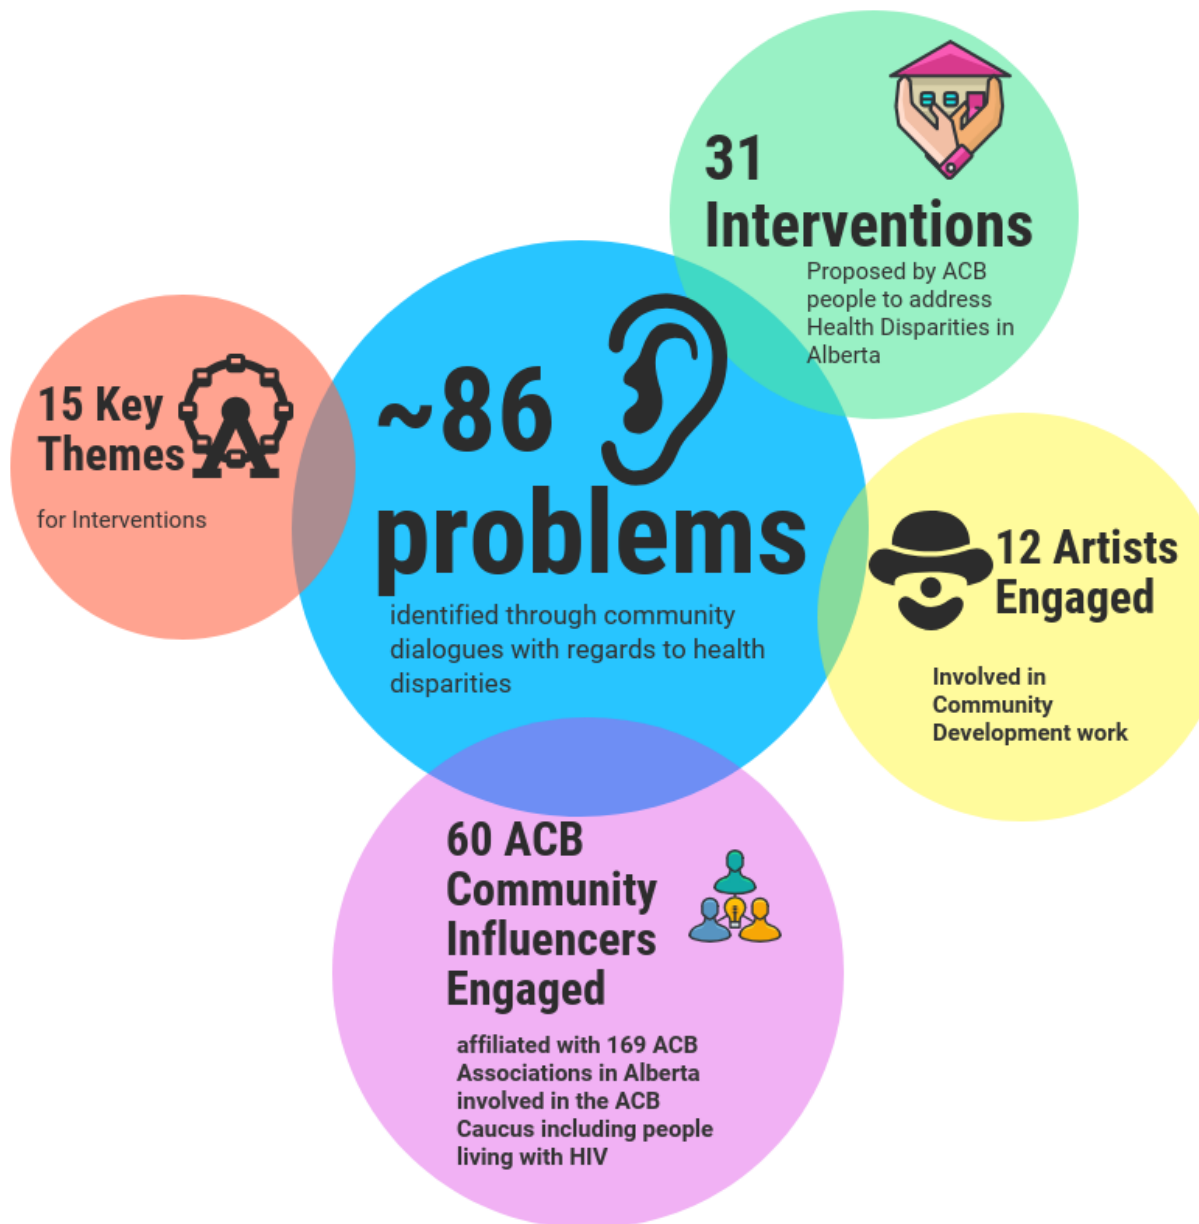 31
Interventions
Proposed by ACB
people to address
Health Disparities in
Alberta
15 Key
Themes
for Interventions
~86
problems
identified through community
dialogues with regards to health
disparities
12 Artists
Engaged
Involved in
Community
Development work
60 ACB
Community
Influencers
Engaged
affiliated with 169 ACB
Associations in Alberta
involved in the ACB
Caucus including people
living with HIV